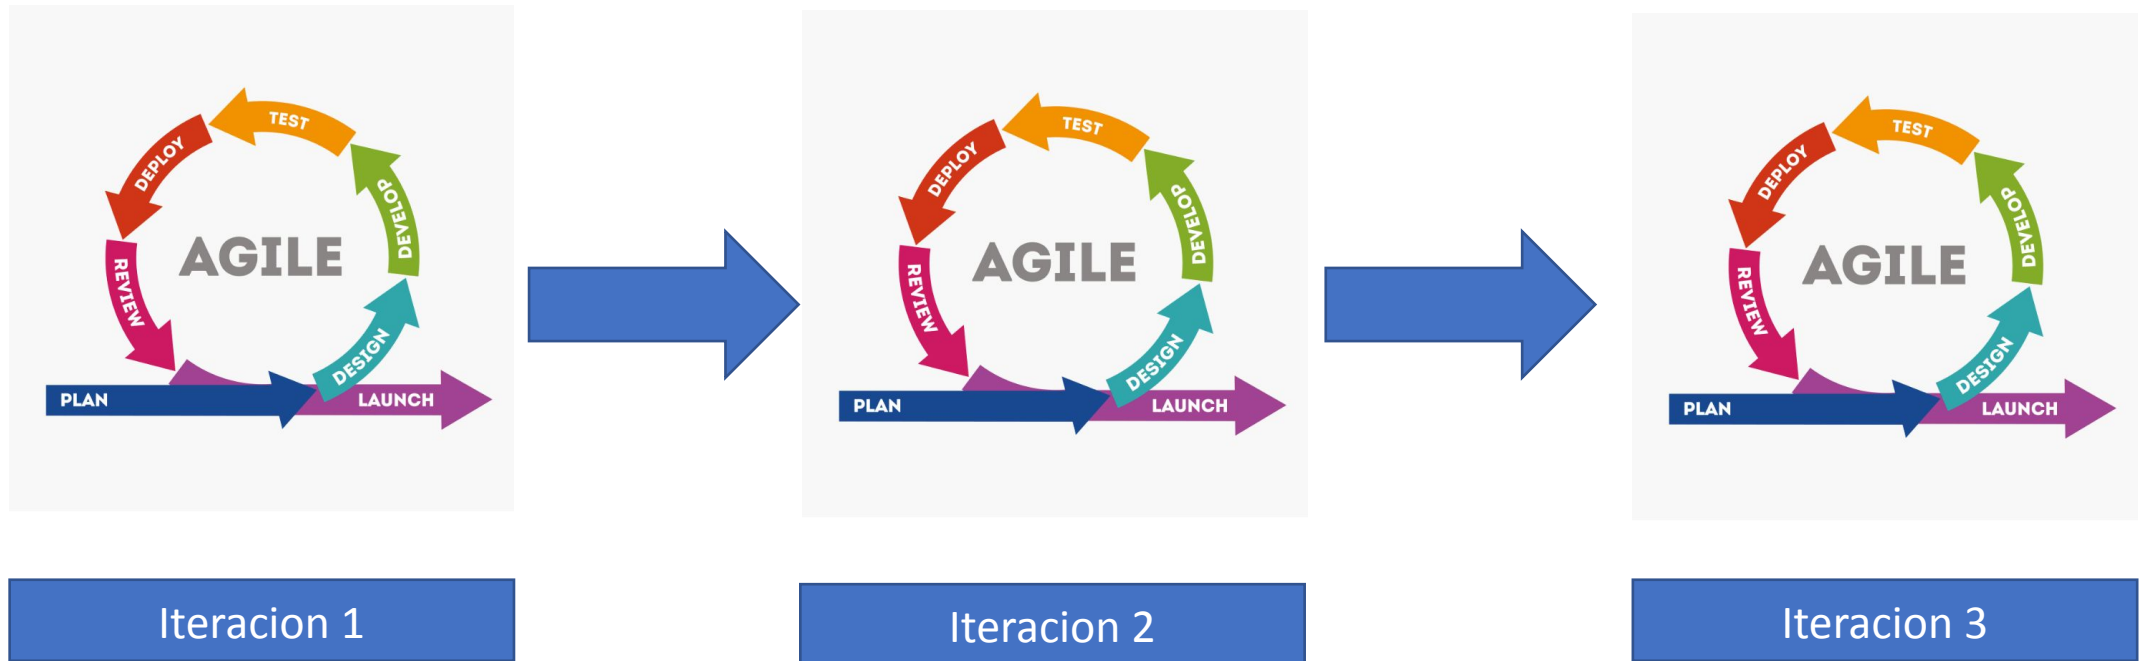 TEST
DEPLOY
DEVELOP
AGILE
REVIEW
DESIGN
PLAN
LAUNCH
Iteracion 1
TEST
DEPLOY
DEVELOP
AGILE
REVIEW
DESIGN
PLAN
LAUNCH
Iteracion 2
TEST
DEPLOY
DEVELOP
AGILE
REVIEW
DESIGN
PLAN
LAUNCH
Iteracion 3